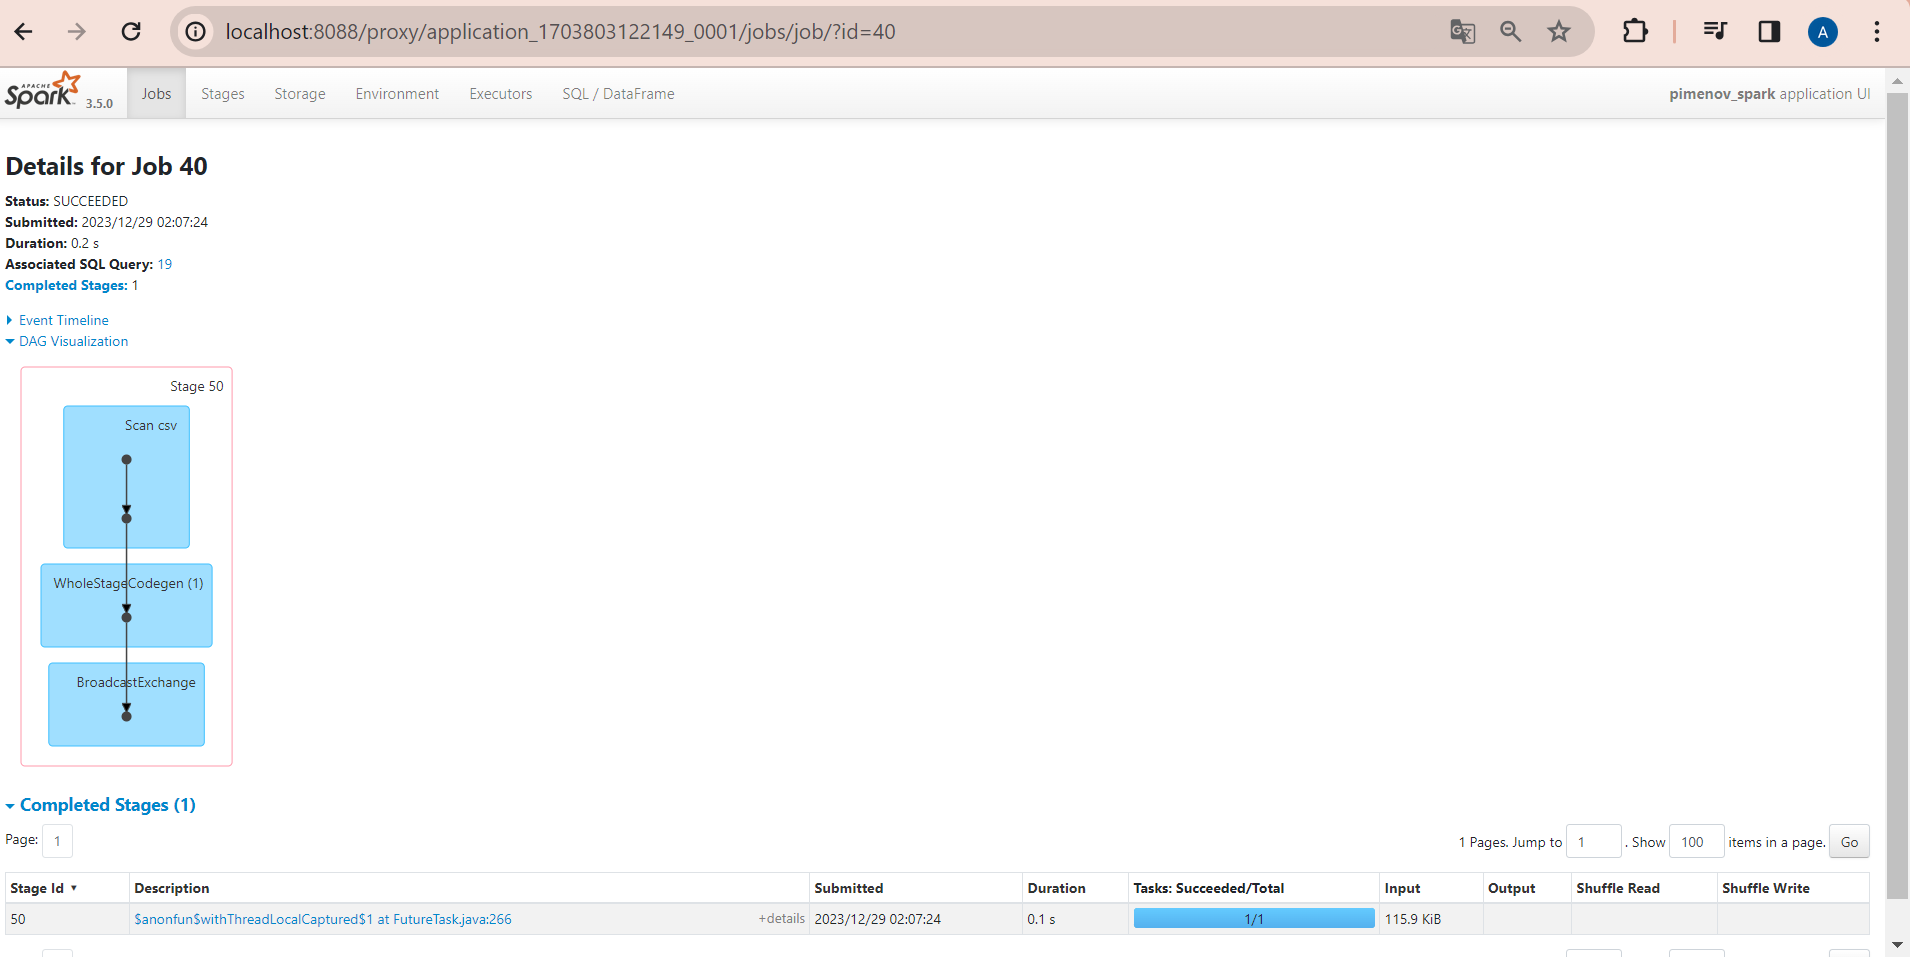 localhost:8088/proxy/application_1703803122149_0001/jobs/job/?id=40
A
APACHE Spark 3.5.0 Jobs Stages Storage Environment Executors SQL / DataFrame pimenov_spark application UI
Details for Job 40
Status: SUCCEEDED
Submitted: 2023/12/29 02:07:24
Duration: 0.2 s
Associated SQL Query: 19
Completed Stages: 1
Event Timeline
DAG Visualization
Stage 50
Scan csv
WholeStageCodegen (1)
BroadcastExchange
Completed Stages (1)
Page: 1 1 Pages. Jump to 1 . Show 100 items in a page. Go
Stage Id ▾ Description Submitted Duration Tasks: Succeeded/Total Input Output Shuffle Read Shuffle Write
50 $anonfun$withThreadLocalCaptured$1 at FutureTask.java:266 +details 2023/12/29 02:07:24 0.1 s 1/1 115.9 KiB